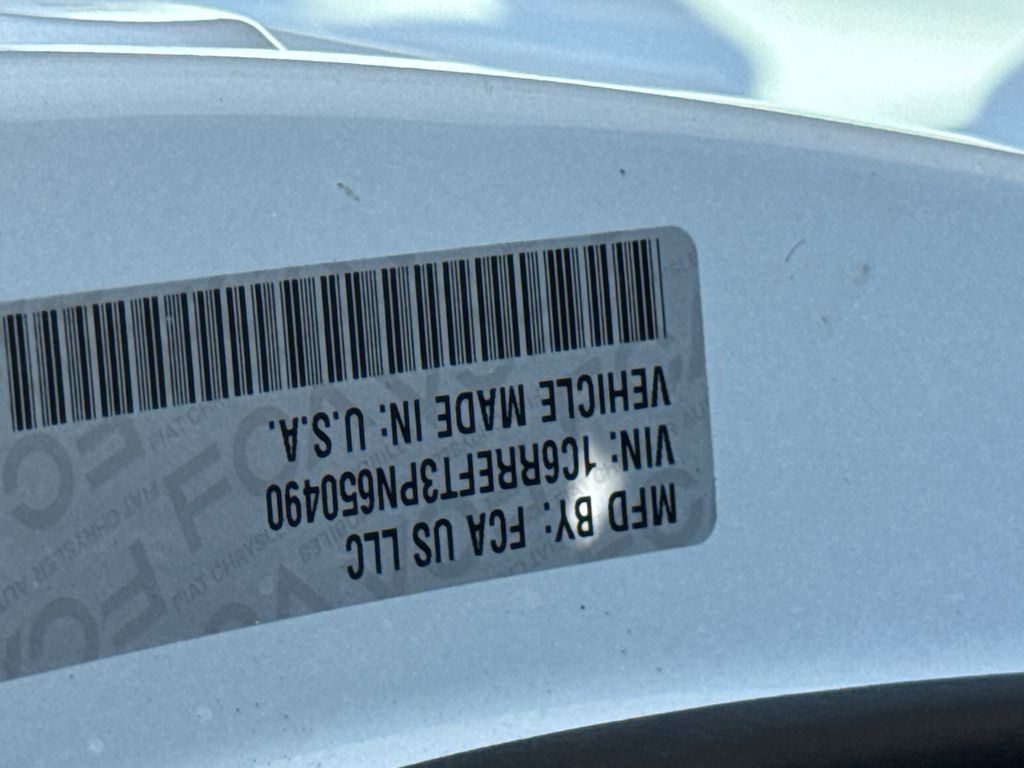 MFD BY: FCA US LLC
VIN: 1C6RREFT3PN650490
VEHICLE MADE IN: U.S.A.